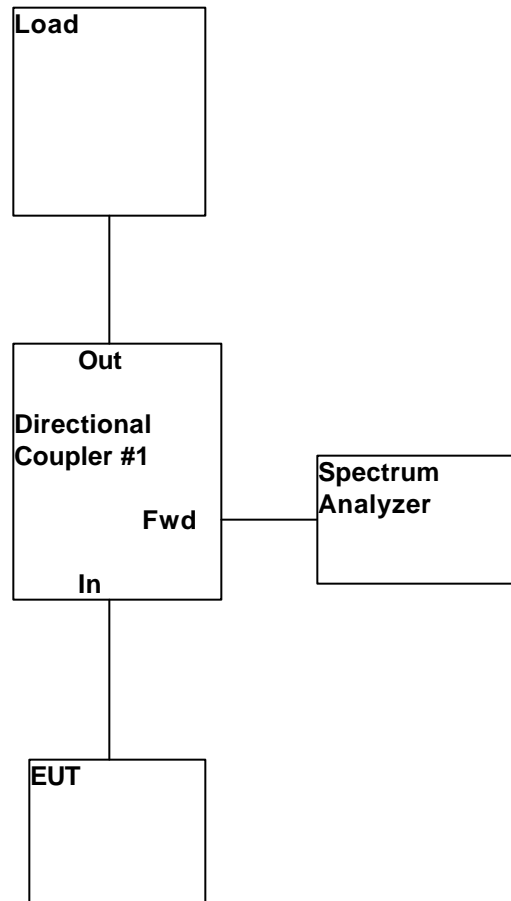 Load
Out
Directional
Coupler #1
Fwd
In
Spectrum
Analyzer
EUT